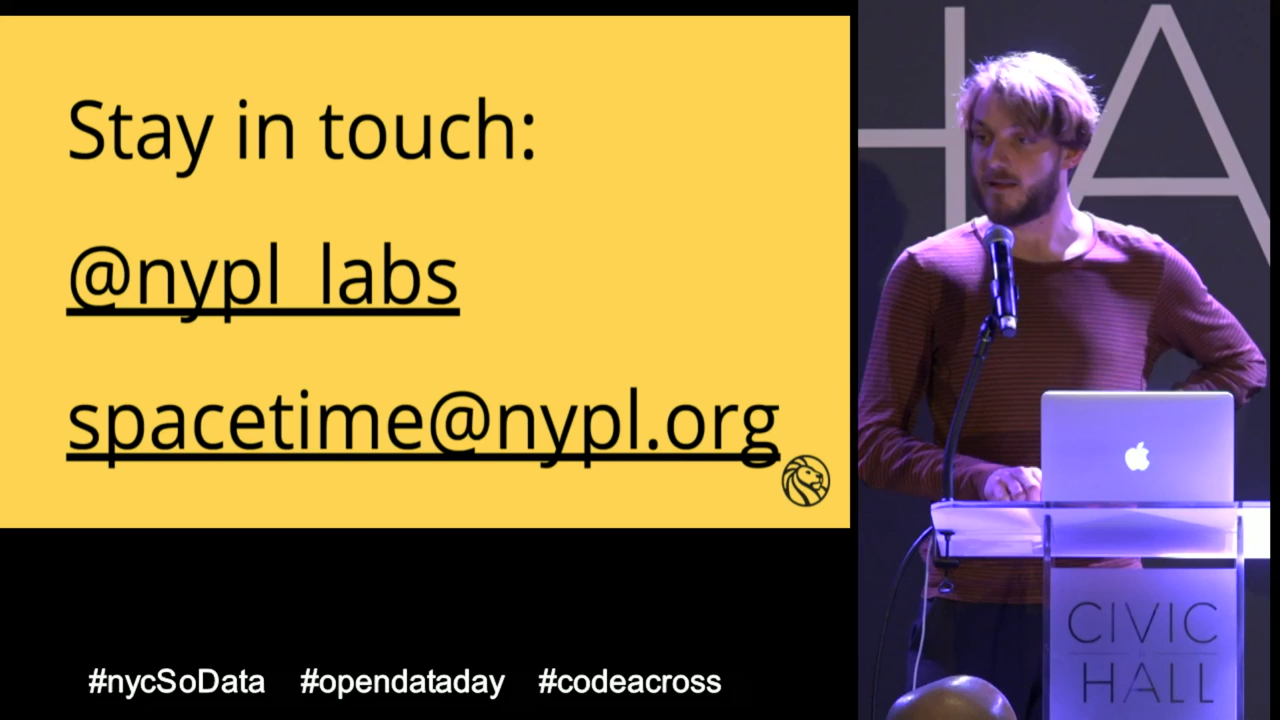 Stay in touch:
@nypl_labs
spacetime@nypl.org
#nycSoData #opendataday #codeacross
HA
CIVIC
HALL